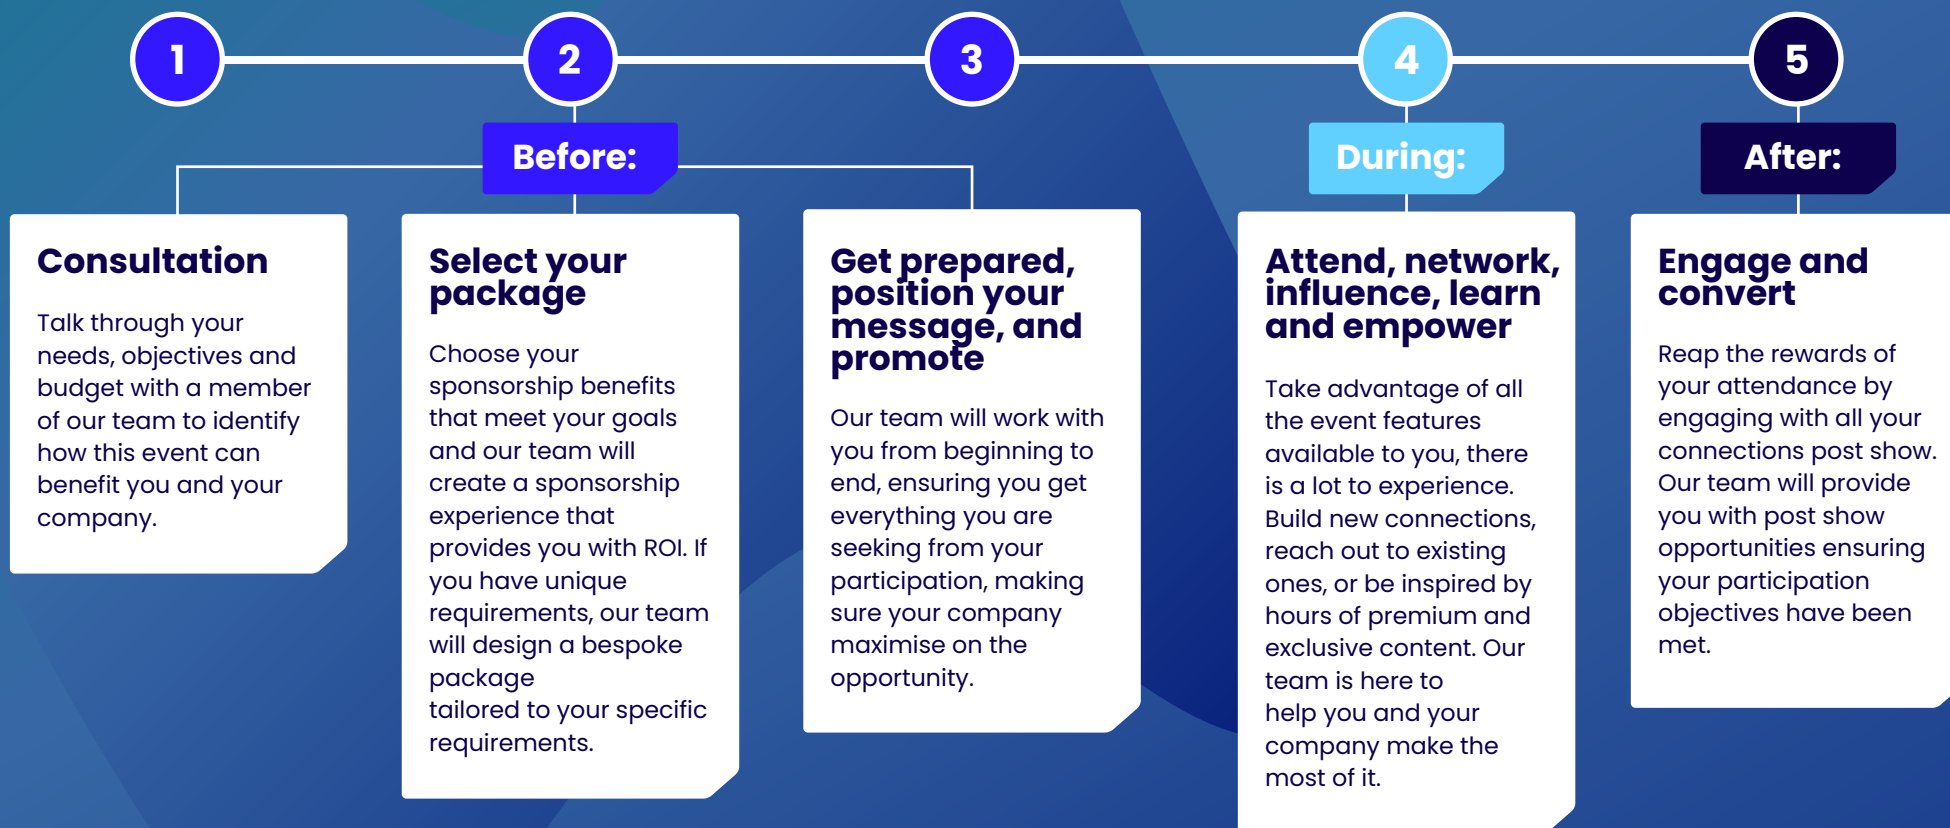 1
2
3
4
5
Before:
During:
After:
Consultation
Talk through your
needs, objectives and
budget with a member
of our team to identify
how this event can
benefit you and your
company.
Select your
package
Choose your
sponsorship benefits
that meet your goals
and our team will
create a sponsorship
experience that
provides you with ROI. If
you have unique
requirements, our team
will design a bespoke
package
tailored to your specific
requirements.
Get prepared,
position your
message, and
promote
Our team will work with
you from beginning to
end, ensuring you get
everything you are
seeking from your
participation, making
sure your company
maximise on the
opportunity.
Attend, network,
influence, learn
and empower
Take advantage of all
the event features
available to you, there
is a lot to experience.
Build new connections,
reach out to existing
ones, or be inspired by
hours of premium and
exclusive content. Our
team is here to
help you and your
company make the
most of it.
Engage and
convert
Reap the rewards of
your attendance by
engaging with all your
connections post show.
Our team will provide
you with post show
opportunities ensuring
your participation
objectives have been
met.